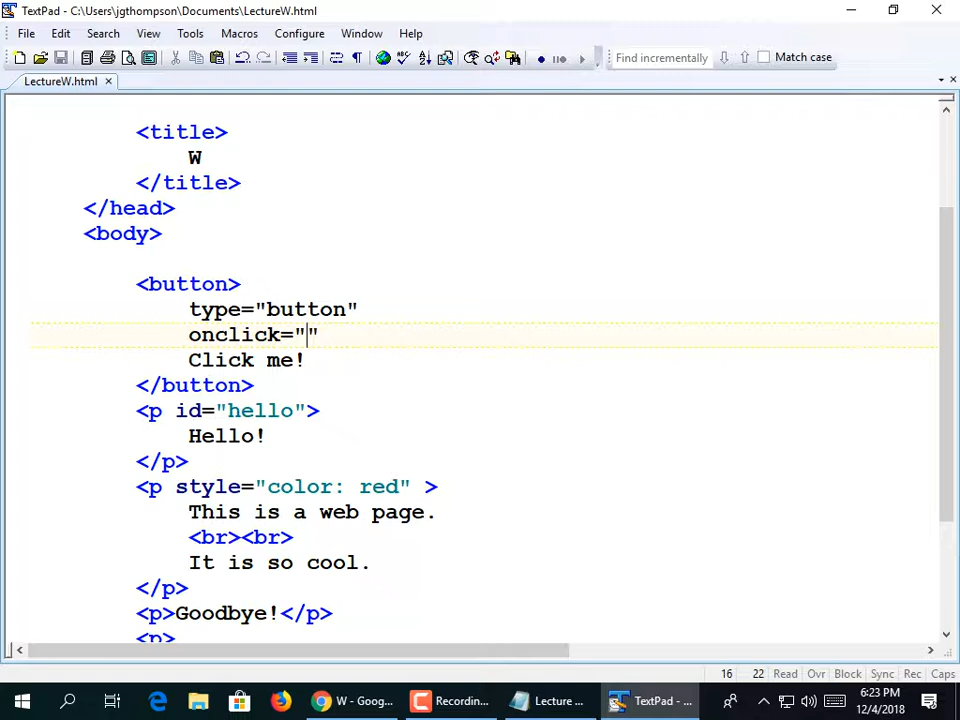 TextPad - C:\Users\jgthompson\Documents\LectureW.html
File Edit Search View Tools Macros Configure Window Help
Find incrementally Match case
LectureW.html
<title>
W
</title>
</head>
<body>
<button>
type="button"
onclick=""
Click me!
</button>
<p id="hello">
Hello!
</p>
<p style="color: red" >
This is a web page.
<br><br>
It is so cool.
</p>
<p>Goodbye!</p>
<p>
16 22 Read Ovr Block Sync Rec Caps
W - Goog... Recording... Lecture ... TextPad - ... 6:23 PM
12/4/2018